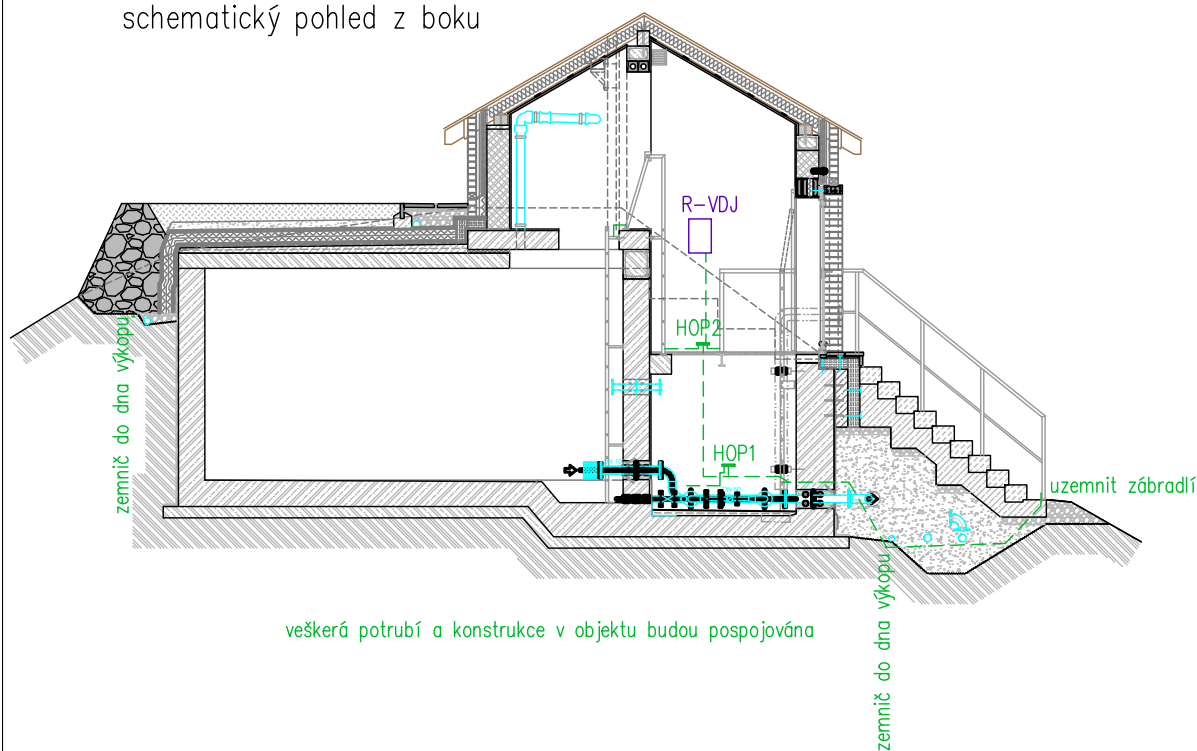 schematický pohled z boku
R-VDJ
HOP2
HOP1
zemnič do dna výkopu
uzemnit zábradlí
zemnič do dna výkopu
veškerá potrubí a konstrukce v objektu budou pospojována